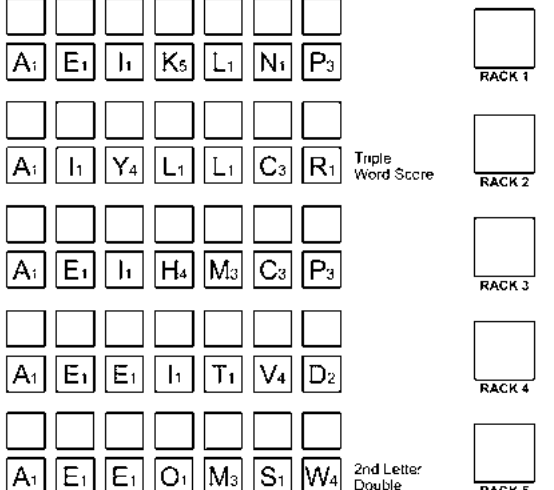 A1 E1 I1 K5 L1 N1 P3
RACK 1
A1 I1 Y4 L1 L1 C3 R1
Triple
Word Score
RACK 2
A1 E1 I1 H4 M3 C3 P3
RACK 3
A1 E1 E1 I1 T1 V4 D2
RACK 4
A1 E1 E1 O1 M3 S1 W4
2nd Letter
Double
RACK 5